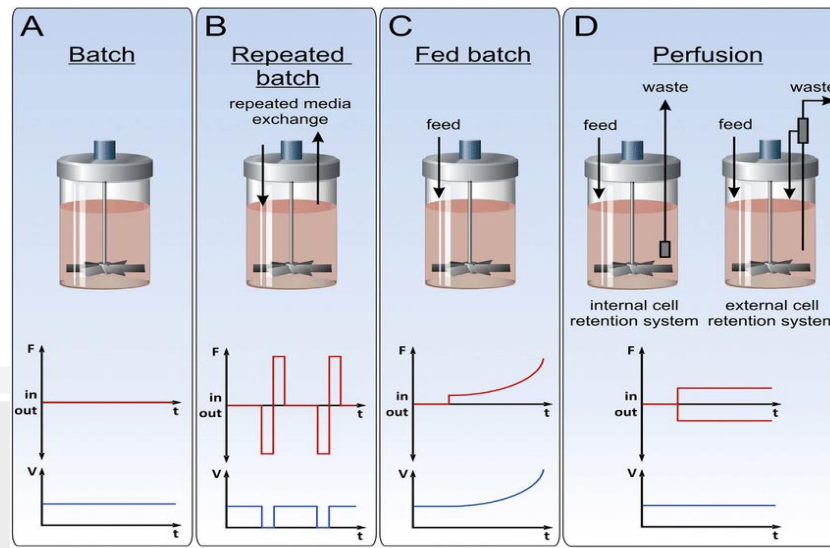 A
Batch
F
in
out
t
V
t
B
Repeated
batch
repeated media
exchange
F
in
out
t
V
t
C
Fed batch
feed
F
in
out
t
V
t
D
Perfusion
waste
feed
waste
feed
internal cell
retention system
external cell
retention system
F
in
out
t
V
t